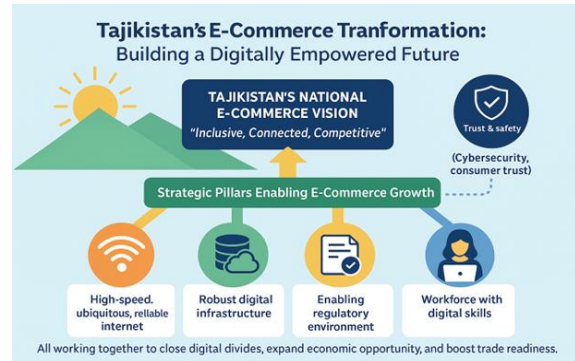 Tajikistan's E-Commerce Tranformation:
Building a Digitally Empowered Future
TAJIKISTAN'S NATIONAL
E-COMMERCE VISION
"Inclusive, Connected, Competitive"
Trust & safety
(Cybersecurity,
consumer trust)
Strategic Pillars Enabling E-Commerce Growth
High-speed.
ubiquitous, reliable
internet
Robust digital
infrastructure
Enabling
regulatory
environment
Workforce with
digital skills
All working together to close digital divides, expand economic opportunity, and boost trade readiness.